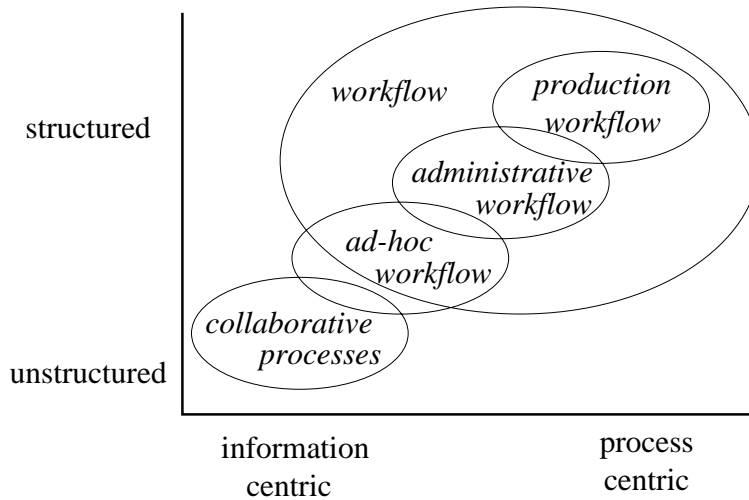 workflow
production
workflow
structured
administrative
workflow
ad-hoc
workflow
collaborative
processes
unstructured
information
centric
process
centric